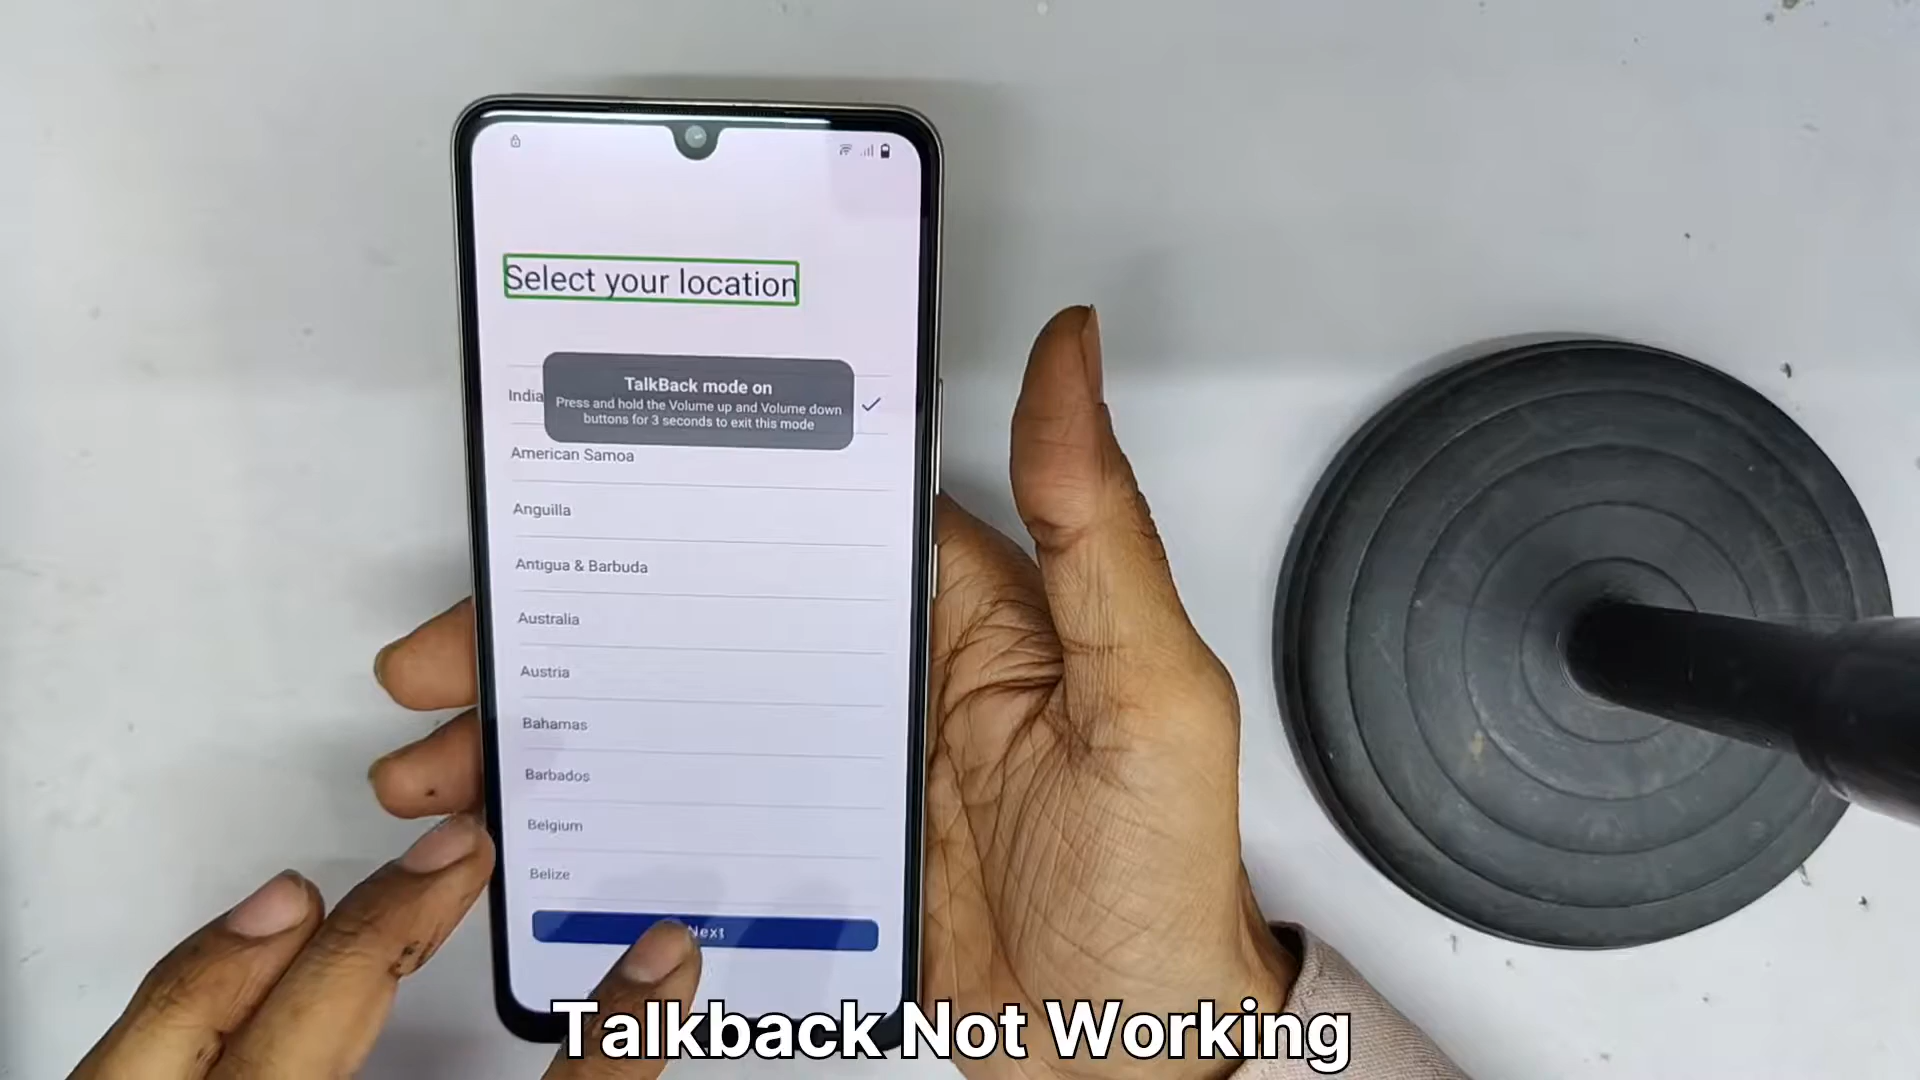 Select your location
TalkBack mode on
Press and hold the Volume up and Volume down
buttons for 3 seconds to exit this mode
India
American Samoa
Anguilla
Antigua & Barbuda
Australia
Austria
Bahamas
Barbados
Belgium
Belize
Next
Talkback Not Working